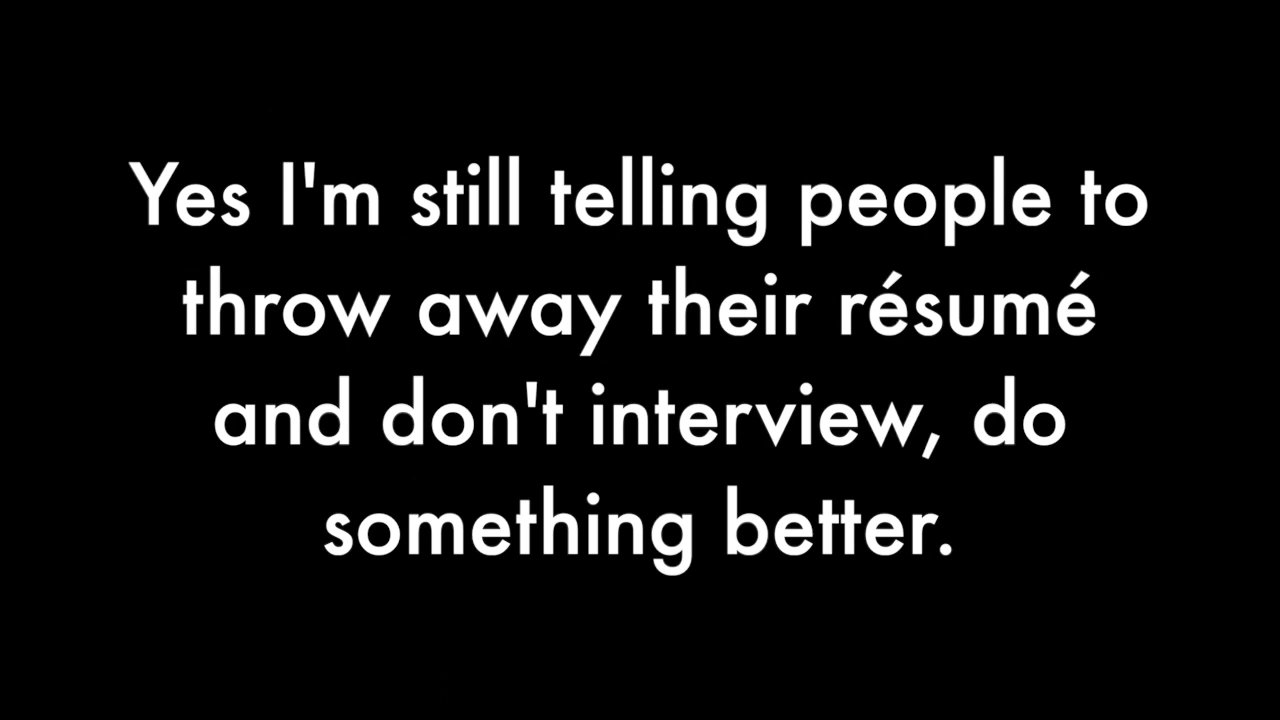 Yes I'm still telling people to
throw away their résumé
and don't interview, do
something better.